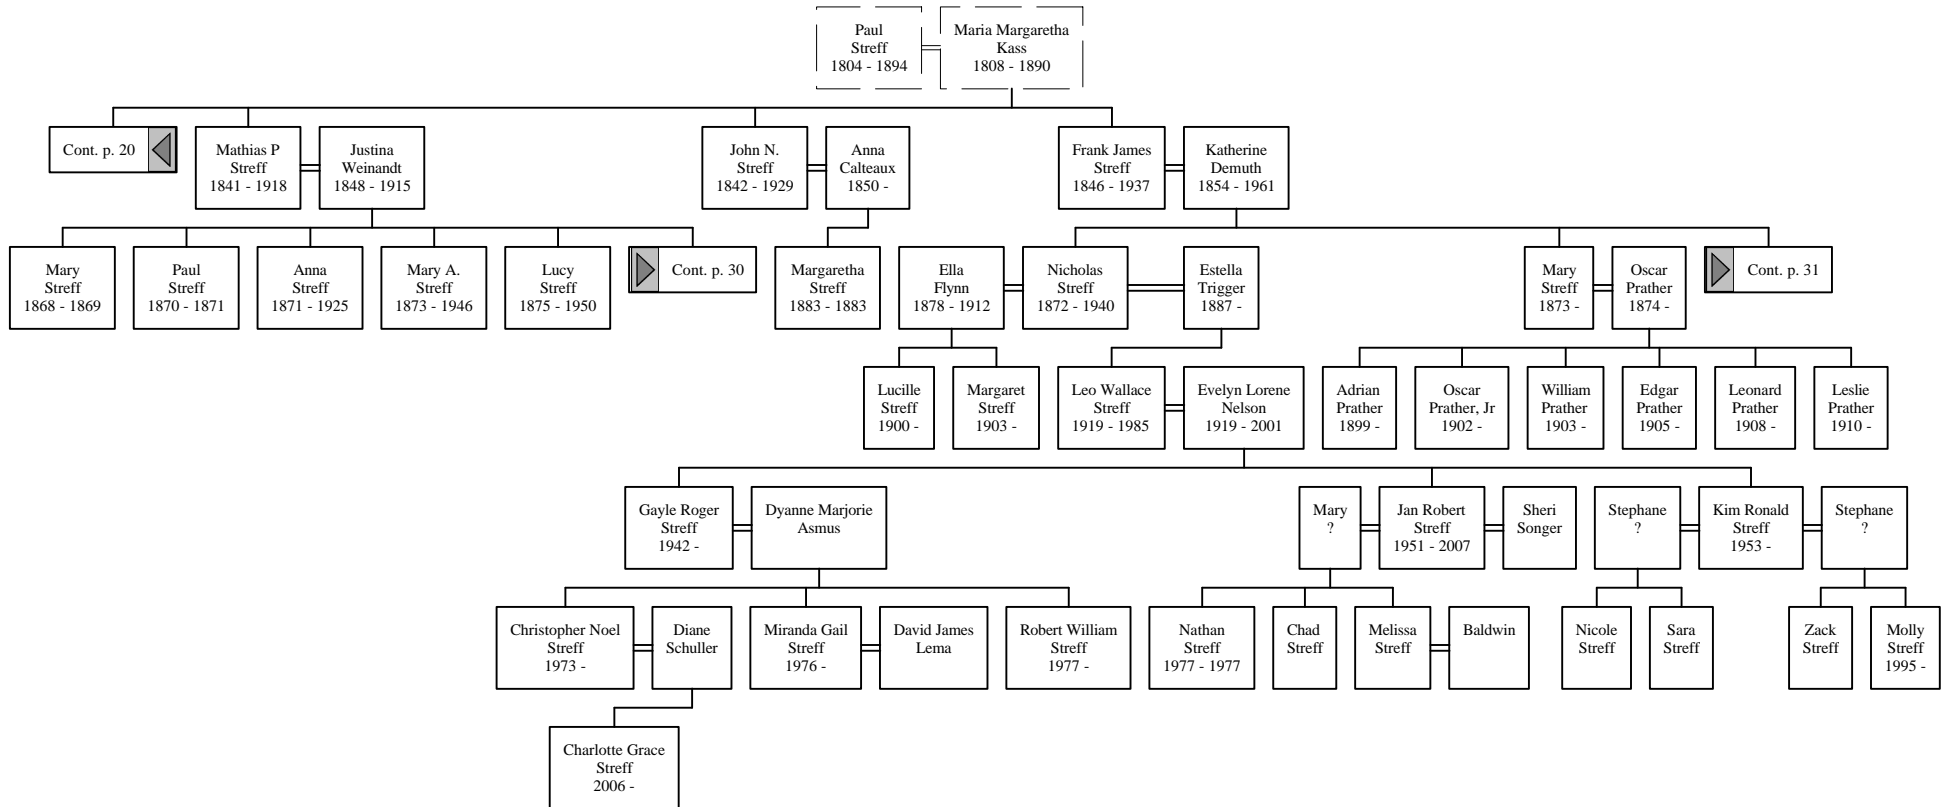 Paul
Streff
1804 - 1894
Maria Margaretha
Kass
1808 - 1890
Cont. p. 20
Mathias P
Streff
1841 - 1918
Justina
Weinandt
1848 - 1915
John N.
Streff
1842 - 1929
Anna
Calteaux
1850 -
Frank James
Streff
1846 - 1937
Katherine
Demuth
1854 - 1961
Mary
Streff
1868 - 1869
Paul
Streff
1870 - 1871
Anna
Streff
1871 - 1925
Mary A.
Streff
1873 - 1946
Lucy
Streff
1875 - 1950
Cont. p. 30
Margaretha
Streff
1883 - 1883
Ella
Flynn
1878 - 1912
Nicholas
Streff
1872 - 1940
Estella
Trigger
1887 -
Mary
Streff
1873 -
Oscar
Prather
1874 -
Cont. p. 31
Lucille
Streff
1900 -
Margaret
Streff
1903 -
Leo Wallace
Streff
1919 - 1985
Evelyn Lorene
Nelson
1919 - 2001
Adrian
Prather
1899 -
Oscar
Prather, Jr
1902 -
William
Prather
1903 -
Edgar
Prather
1905 -
Leonard
Prather
1908 -
Leslie
Prather
1910 -
Gayle Roger
Streff
1942 -
Dyanne Marjorie
Asmus
Mary
?
Jan Robert
Streff
1951 - 2007
Sheri
Songer
Stephane
?
Kim Ronald
Streff
1953 -
Stephane
?
Christopher Noel
Streff
1973 -
Diane
Schuller
Miranda Gail
Streff
1976 -
David James
Lema
Robert William
Streff
1977 -
Nathan
Streff
1977 - 1977
Chad
Streff
Melissa
Streff
Baldwin
Nicole
Streff
Sara
Streff
Zack
Streff
Molly
Streff
1995 -
Charlotte Grace
Streff
2006 -